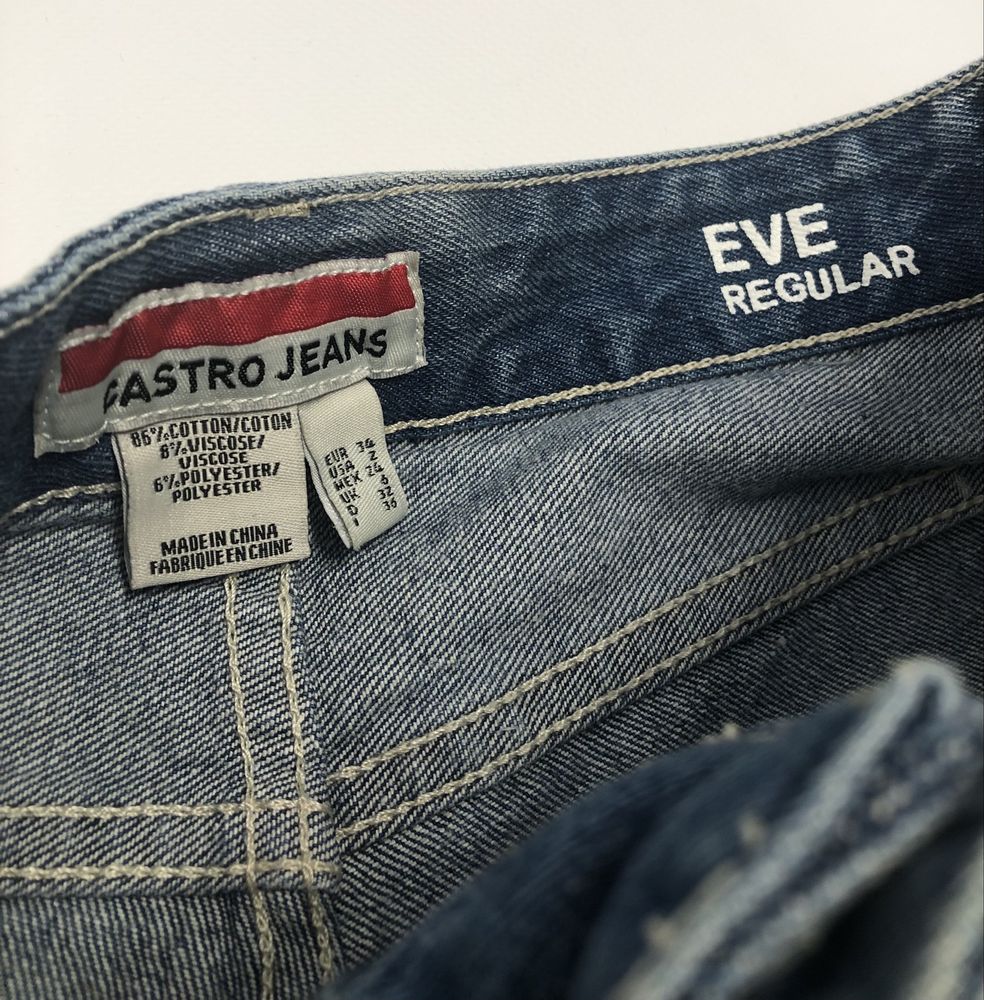 EVE
REGULAR
CASTRO JEANS
86% COTTON/COTON
8% VISCOSE/
VISCOSE
6% POLYESTER/
POLYESTER
MADE IN CHINA
FABRIQUE EN CHINE
EUR 34
USA 2
MEX 24
UK 6
D 32
I 36